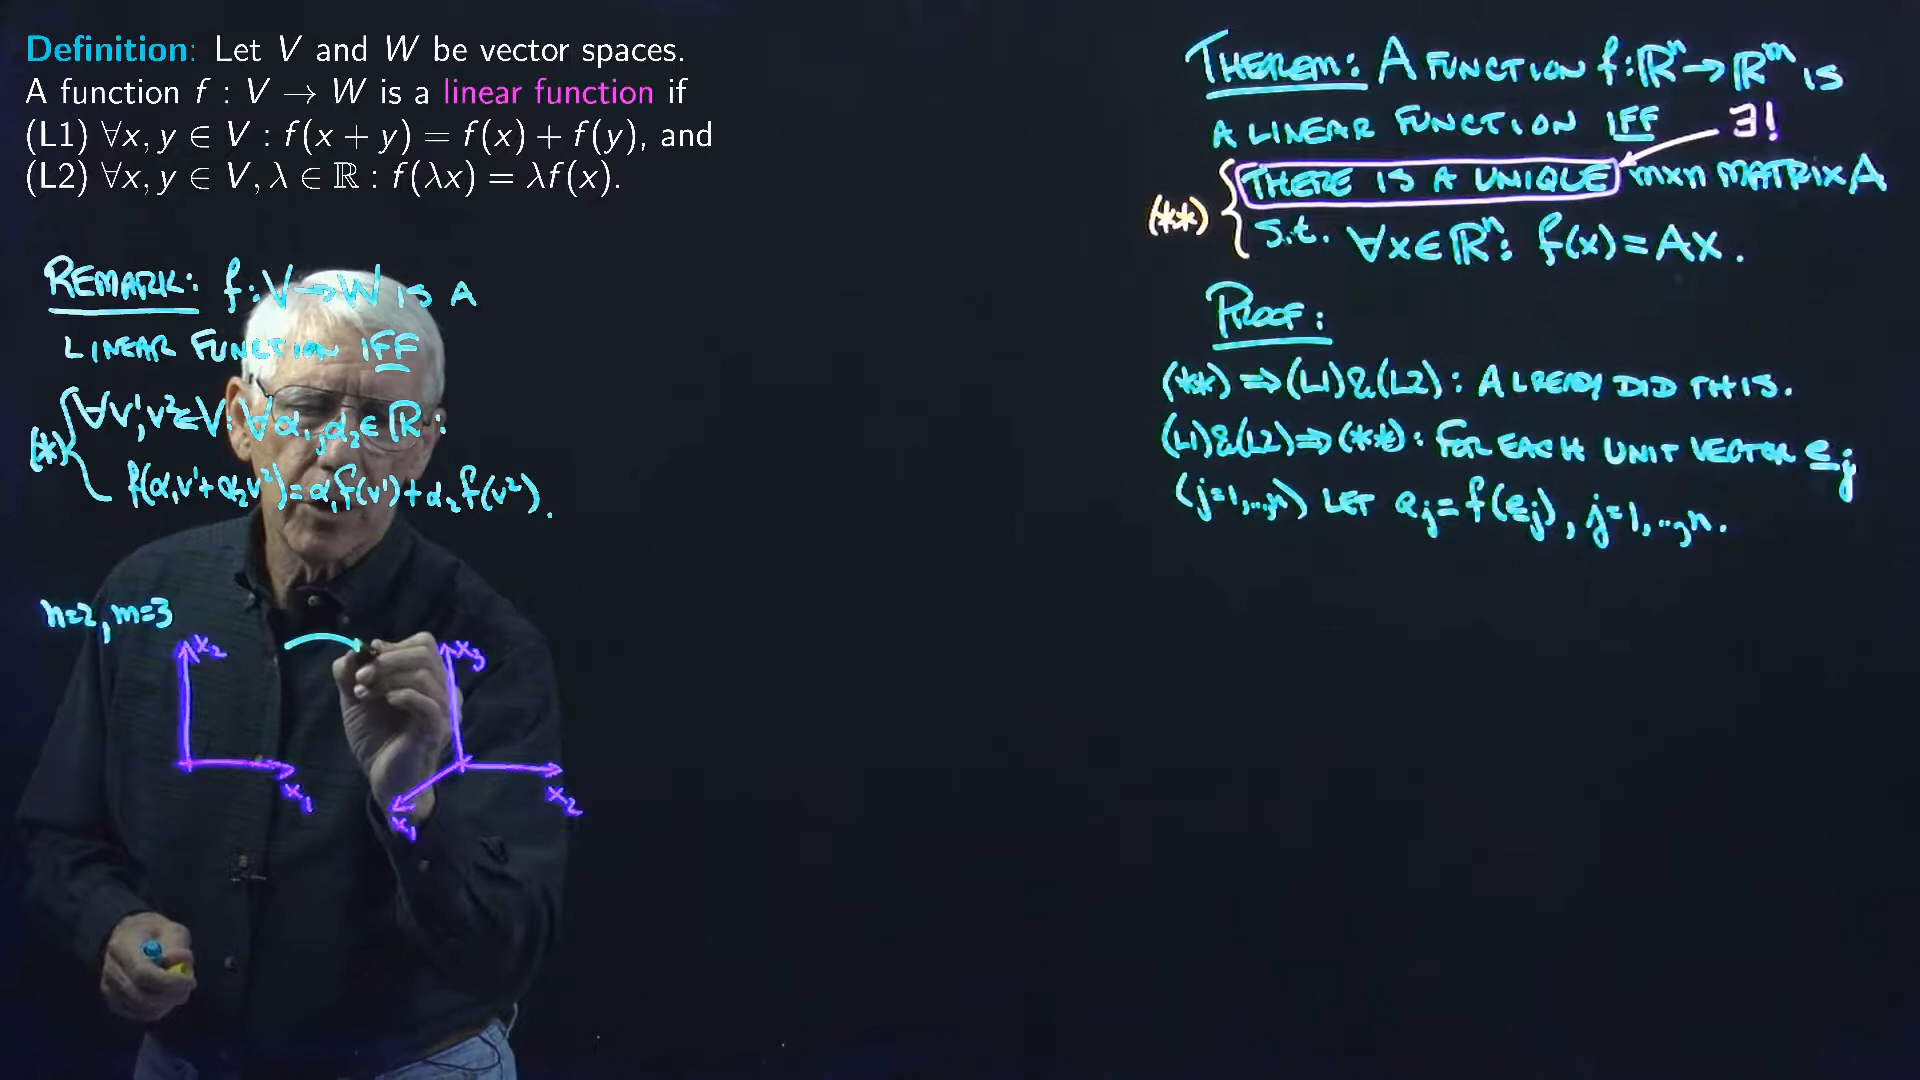 Definition: Let V and W be vector spaces.
A function f : V → W is a linear function if
(L1) ∀x, y ∈ V : f(x + y) = f(x) + f(y), and
(L2) ∀x, y ∈ V, λ ∈ ℝ : f(λx) = λf(x).
REMARK: f: V → W IS A
LINEAR FUNCTION IFF
(*) { ∀v¹, v² ∈ V: ∀α₁, α₂ ∈ ℝ :
f(α₁v¹ + α₂v²) = α₁f(v¹) + α₂f(v²).
n=2, m=3
x₂
x₁
x₃
x₂
x₁
THEOREM: A FUNCTION f: ℝⁿ → ℝᵐ IS
A LINEAR FUNCTION IFF ∃!
(**) { THERE IS A UNIQUE m×n MATRIX A
s.t. ∀x∈ℝⁿ: f(x) = Ax.
PROOF:
(**) ⇒ (L1)&(L2): ALREADY DID THIS.
(L1)&(L2) ⇒ (**): FOR EACH UNIT VECTOR e_j
(j=1,...,n) LET a_j = f(e_j), j=1,...,n.